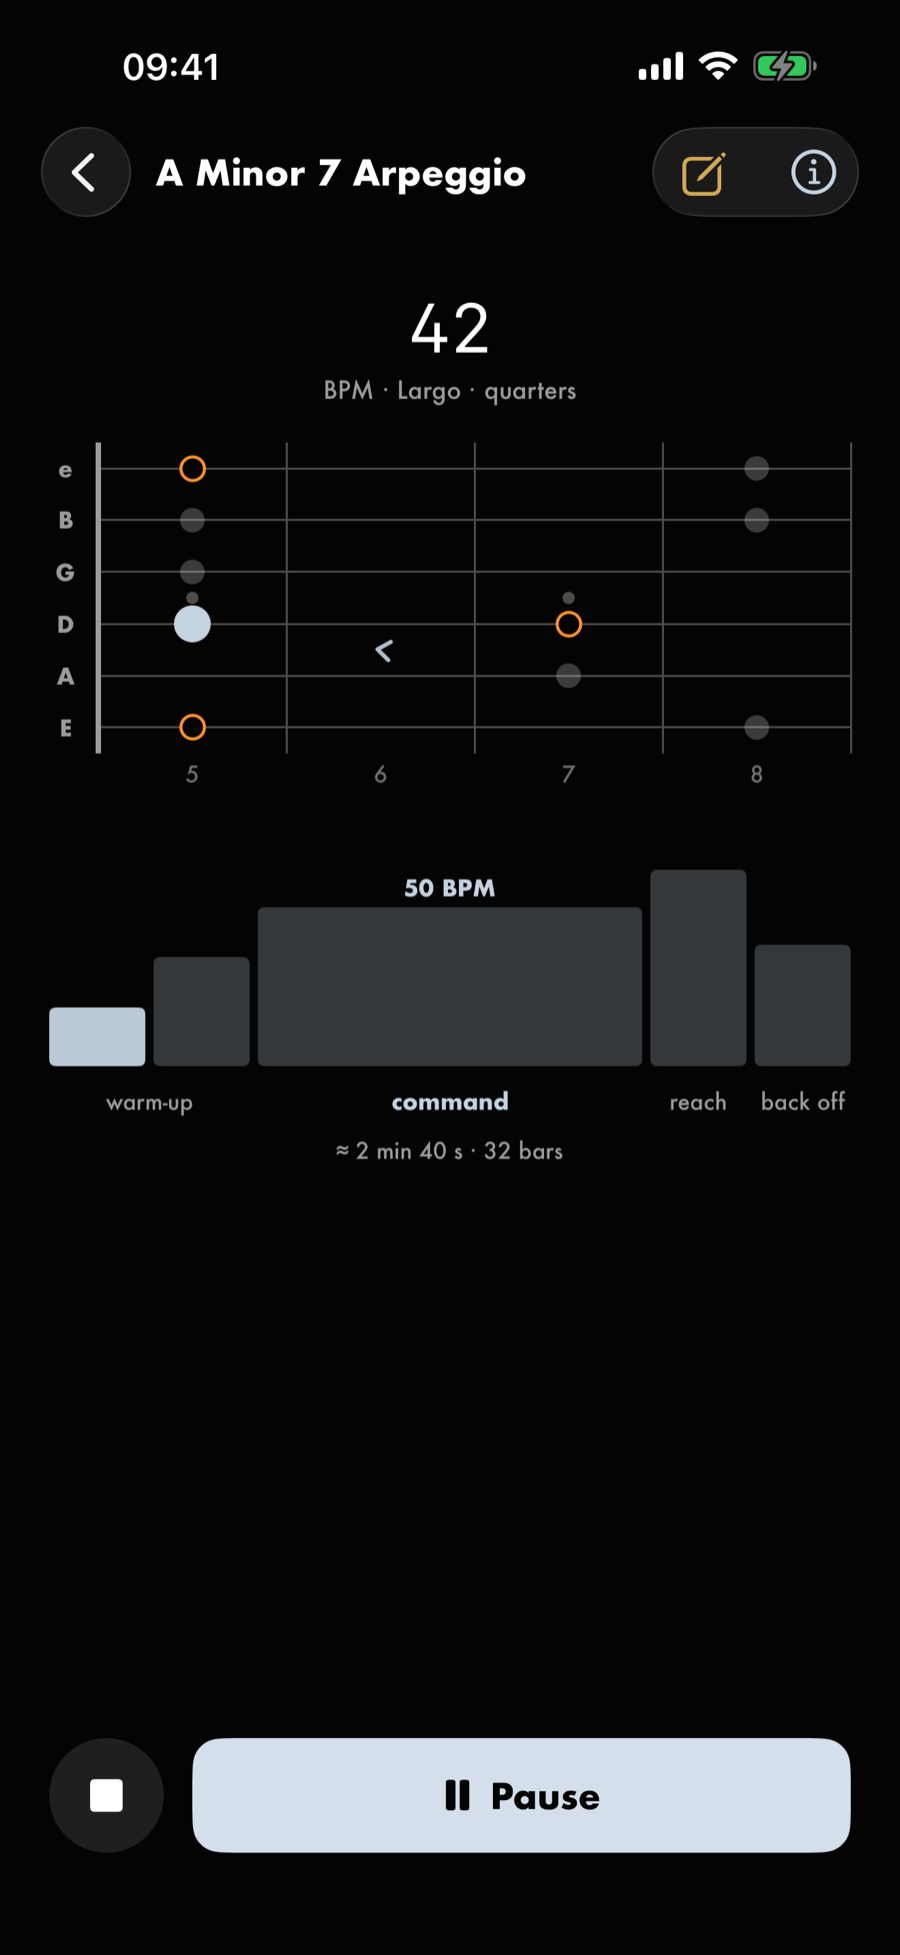 09:41
A Minor 7 Arpeggio
42
BPM · Largo · quarters
e
B
G
D
A
E
<
5 6 7 8
50 BPM
warm-up command reach back off
≈ 2 min 40 s · 32 bars
Pause